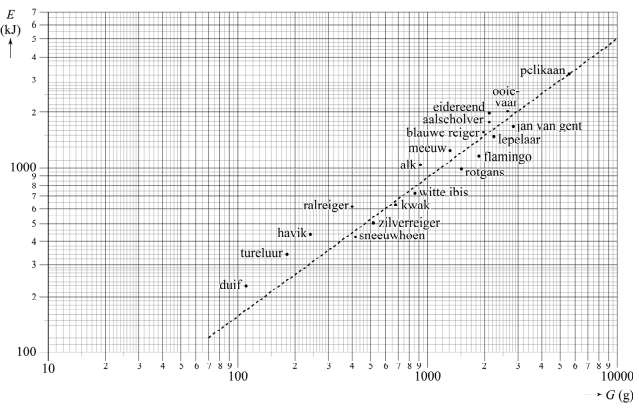 E
(kJ)
7
6
5
4
3
2
1000
9
8
7
6
5
4
3
2
100
pelikaan
ooie-
vaar
eidereend
aalscholver
jan van gent
blauwe reiger
lepelaar
meeuw
flamingo
alk
rotgans
witte ibis
ralreiger
kwak
zilverreiger
havik
sneeuwhoen
tureluur
duif
10 2 3 4 5 6 7 8 9 100 2 3 4 5 6 7 8 9 1000 2 3 4 5 6 7 8 9 10000
G (g)